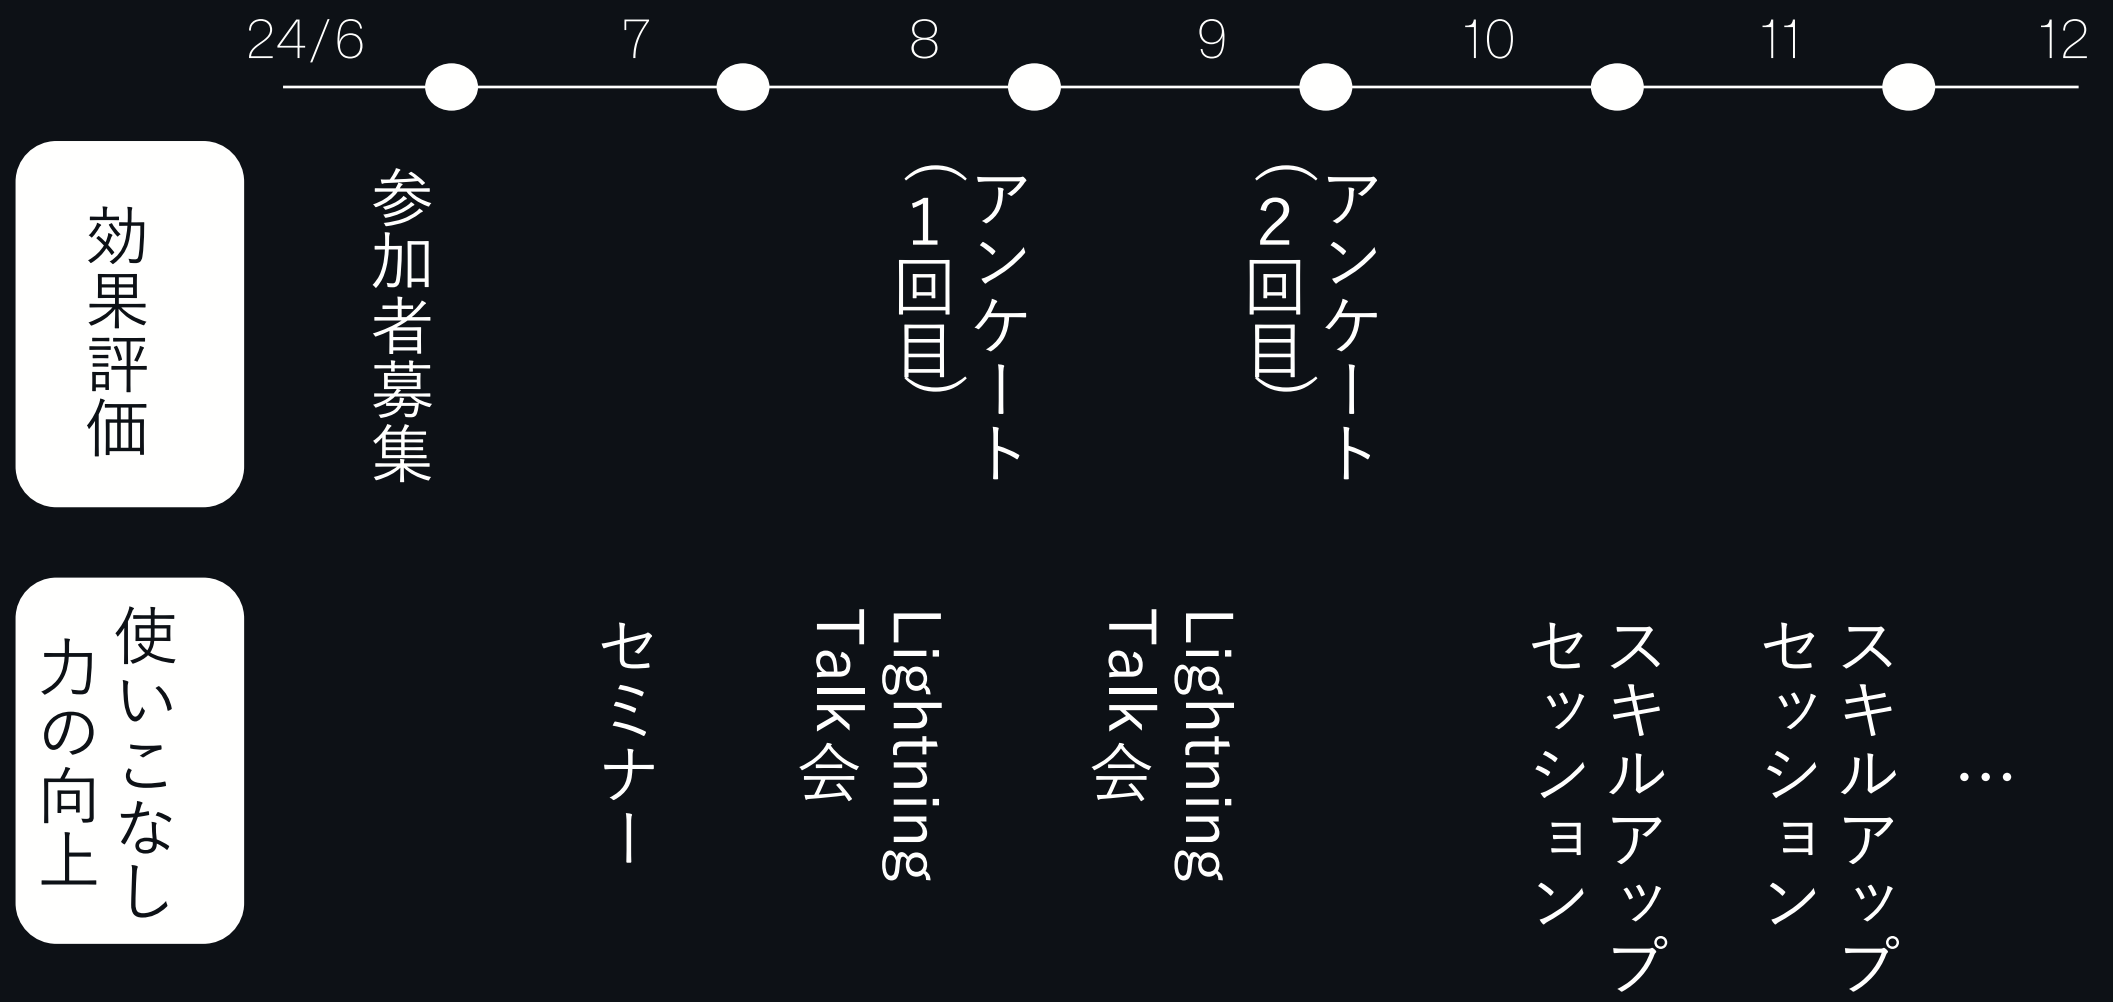 24/6
7
8
9
10
11
12
効果評価
参加者募集
アンケート
（1回目）
アンケート
（2回目）
使いこなし
力の向上
セミナー
Lightning
Talk会
Lightning
Talk会
スキルアップ
セッション
スキルアップ
セッション
…